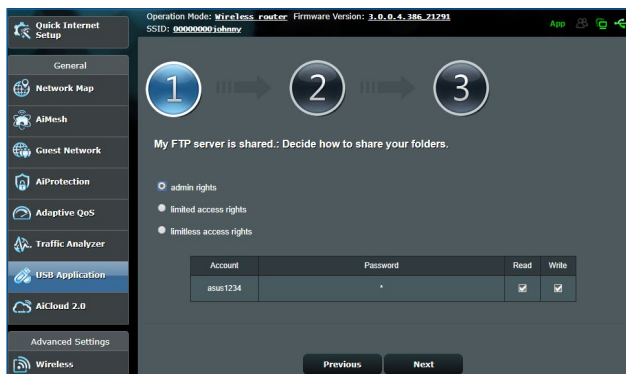 Quick Internet
Setup
Operation Mode: Wireless router Firmware Version: 3.0.0.4.386_21291
SSID: 00000000johnny
App
General
Network Map
AiMesh
Guest Network
AiProtection
Adaptive QoS
Traffic Analyzer
USB Application
AiCloud 2.0
Advanced Settings
Wireless
1 2 3
My FTP server is shared.: Decide how to share your folders.
admin rights
limited access rights
limitless access rights
Account Password Read Write
asus1234 *
Previous Next